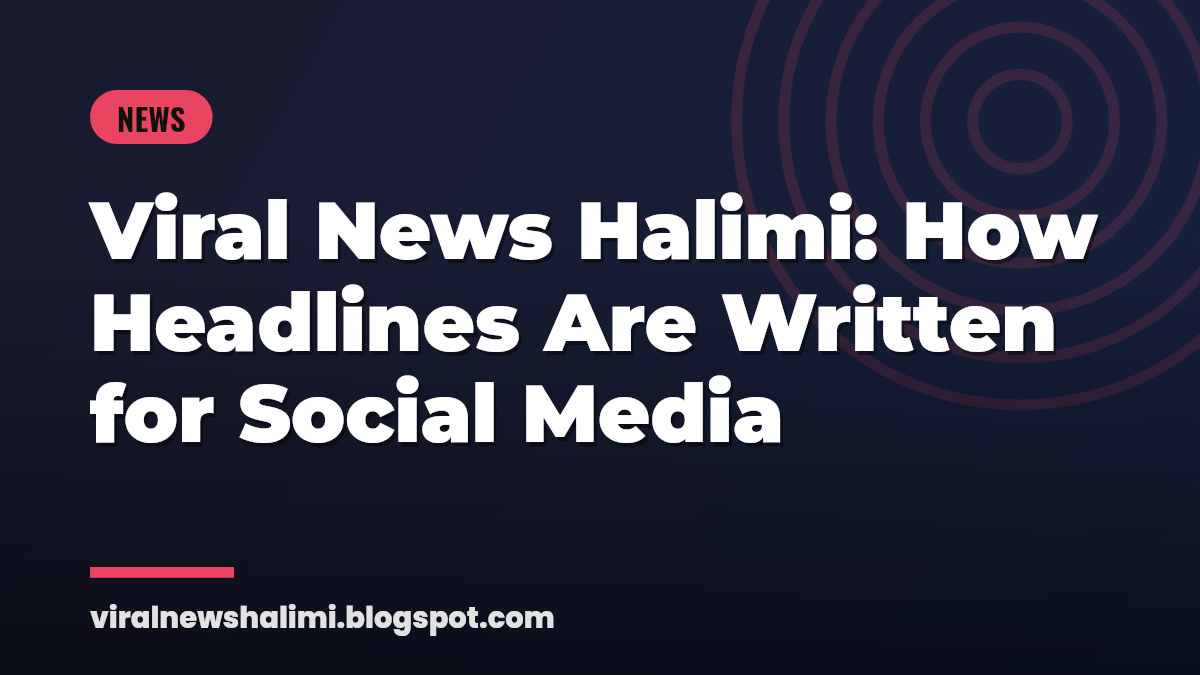 NEWS
Viral News Halimi: How
Headlines Are Written
for Social Media
viralnewshalimi.blogspot.com